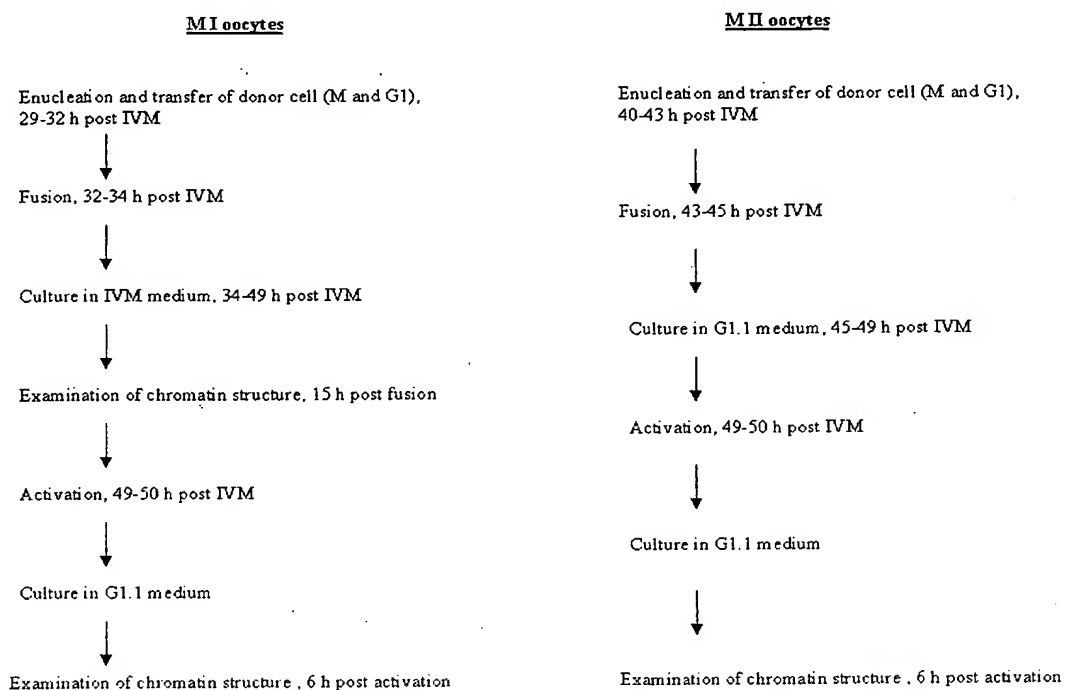 M I oocytes
Enucleation and transfer of donor cell (M and G1),
29-32 h post IVM
Fusion, 32-34 h post IVM
Culture in IVM medium, 34-49 h post IVM
Examination of chromatin structure, 15 h post fusion
Activation, 49-50 h post IVM
Culture in G1.1 medium
Examination of chromatin structure , 6 h post activation
M II oocytes
Enucleation and transfer of donor cell (M and G1),
40-43 h post IVM
Fusion, 43-45 h post IVM
Culture in G1.1 medium, 45-49 h post IVM
Activation, 49-50 h post IVM
Culture in G1.1 medium
Examination of chromatin structure , 6 h post activation